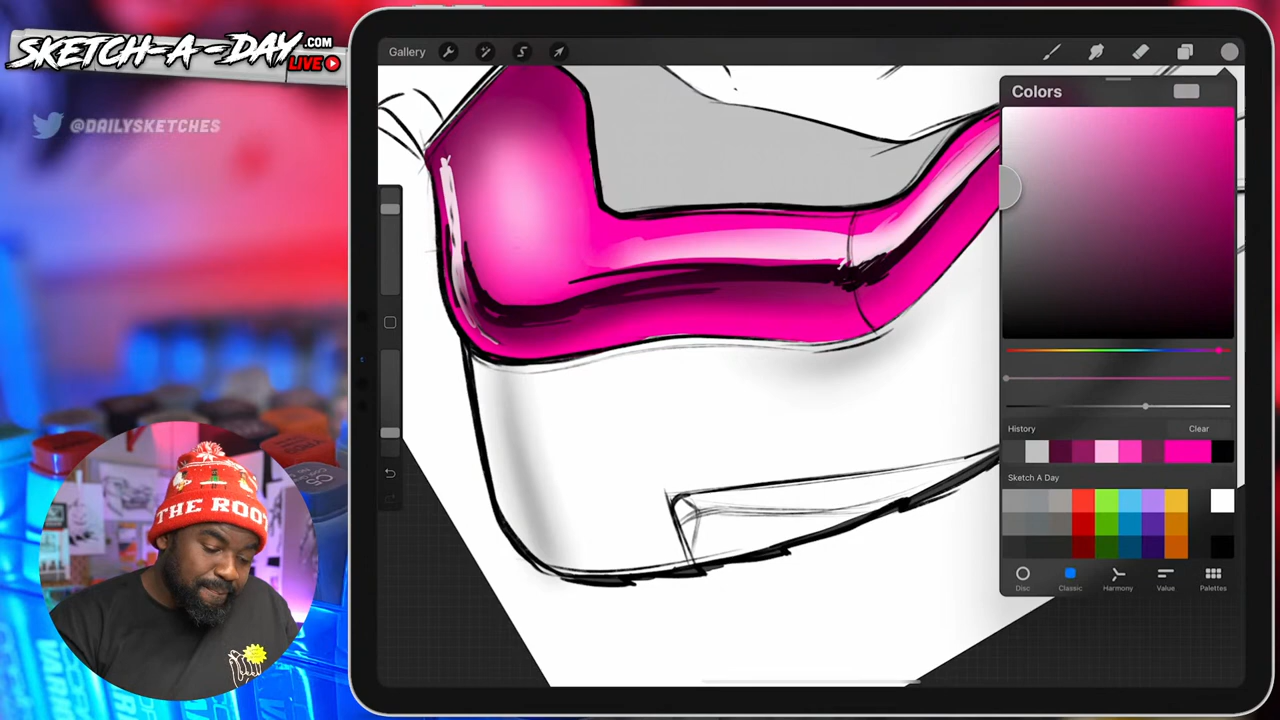 SKETCH-A-DAY.COM
LIVE
@DAILYSKETCHES
Gallery
Colors
History
Clear
Sketch A Day
Disc
Classic
Harmony
Value
Palettes
THE ROO